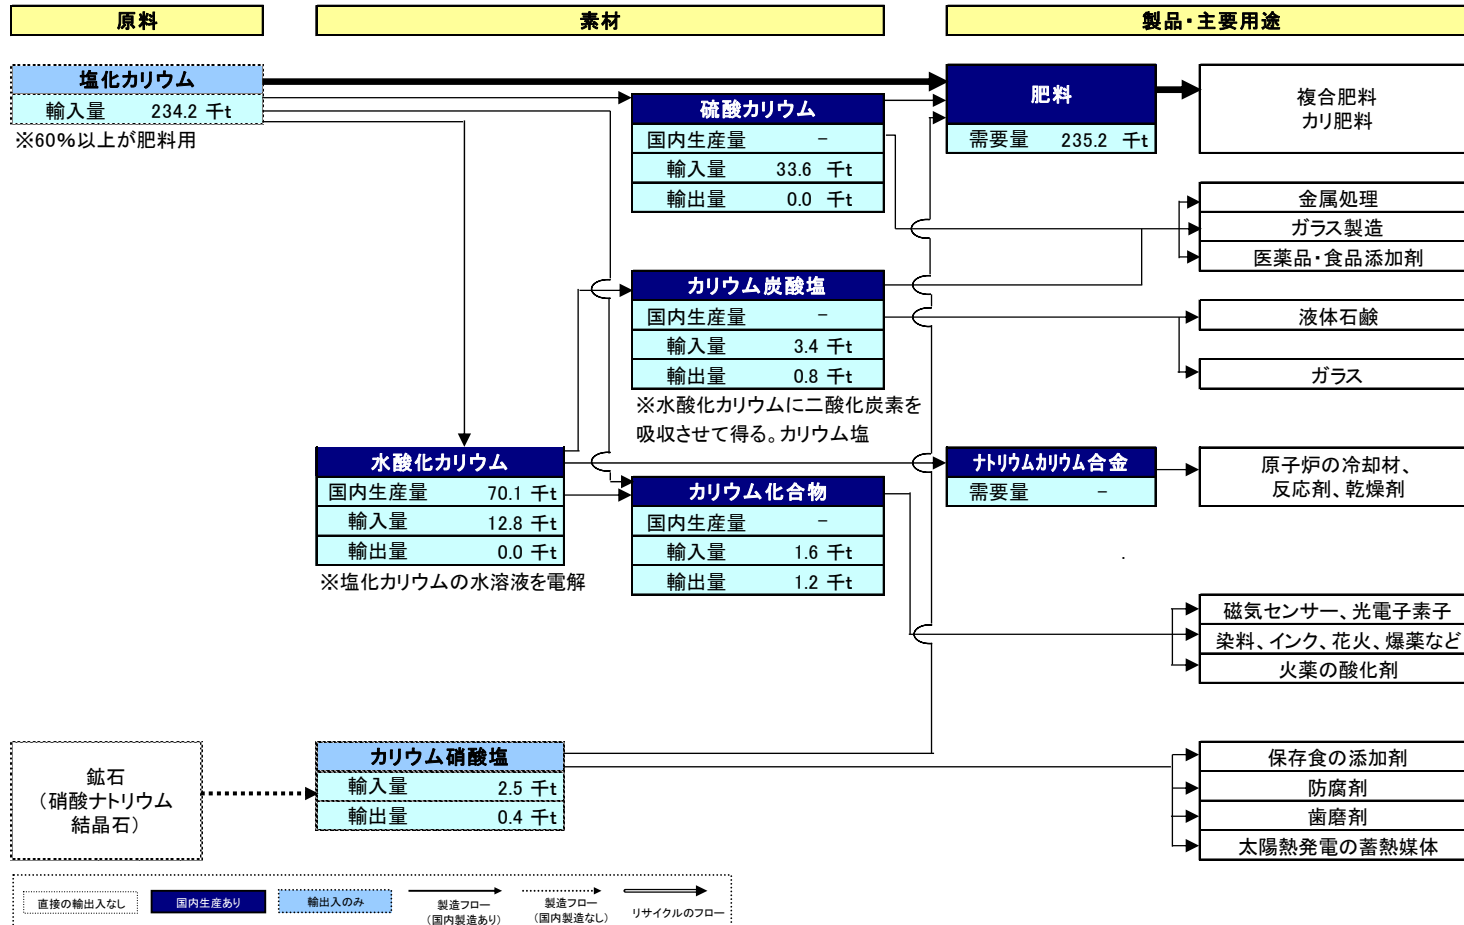 原料
素材
製品・主要用途
塩化カリウム
輸入量 234.2 千t
※60%以上が肥料用
硫酸カリウム
国内生産量 －
輸入量 33.6 千t
輸出量 0.0 千t
肥料
需要量 235.2 千t
複合肥料
カリ肥料
金属処理
ガラス製造
医薬品・食品添加剤
カリウム炭酸塩
国内生産量 －
輸入量 3.4 千t
輸出量 0.8 千t
※水酸化カリウムに二酸化炭素を
吸収させて得る。カリウム塩
液体石鹸
ガラス
水酸化カリウム
国内生産量 70.1 千t
輸入量 12.8 千t
輸出量 0.0 千t
※塩化カリウムの水溶液を電解
カリウム化合物
国内生産量 －
輸入量 1.6 千t
輸出量 1.2 千t
ナトリウムカリウム合金
需要量 －
原子炉の冷却材、
反応剤、乾燥剤
.
磁気センサー、光電子素子
染料、インク、花火、爆薬など
火薬の酸化剤
鉱石
（硝酸ナトリウム
結晶石）
カリウム硝酸塩
輸入量 2.5 千t
輸出量 0.4 千t
保存食の添加剤
防腐剤
歯磨剤
太陽熱発電の蓄熱媒体
直接の輸出入なし
国内生産あり
輸出入のみ
製造フロー
（国内製造あり）
製造フロー
（国内製造なし）
リサイクルのフロー